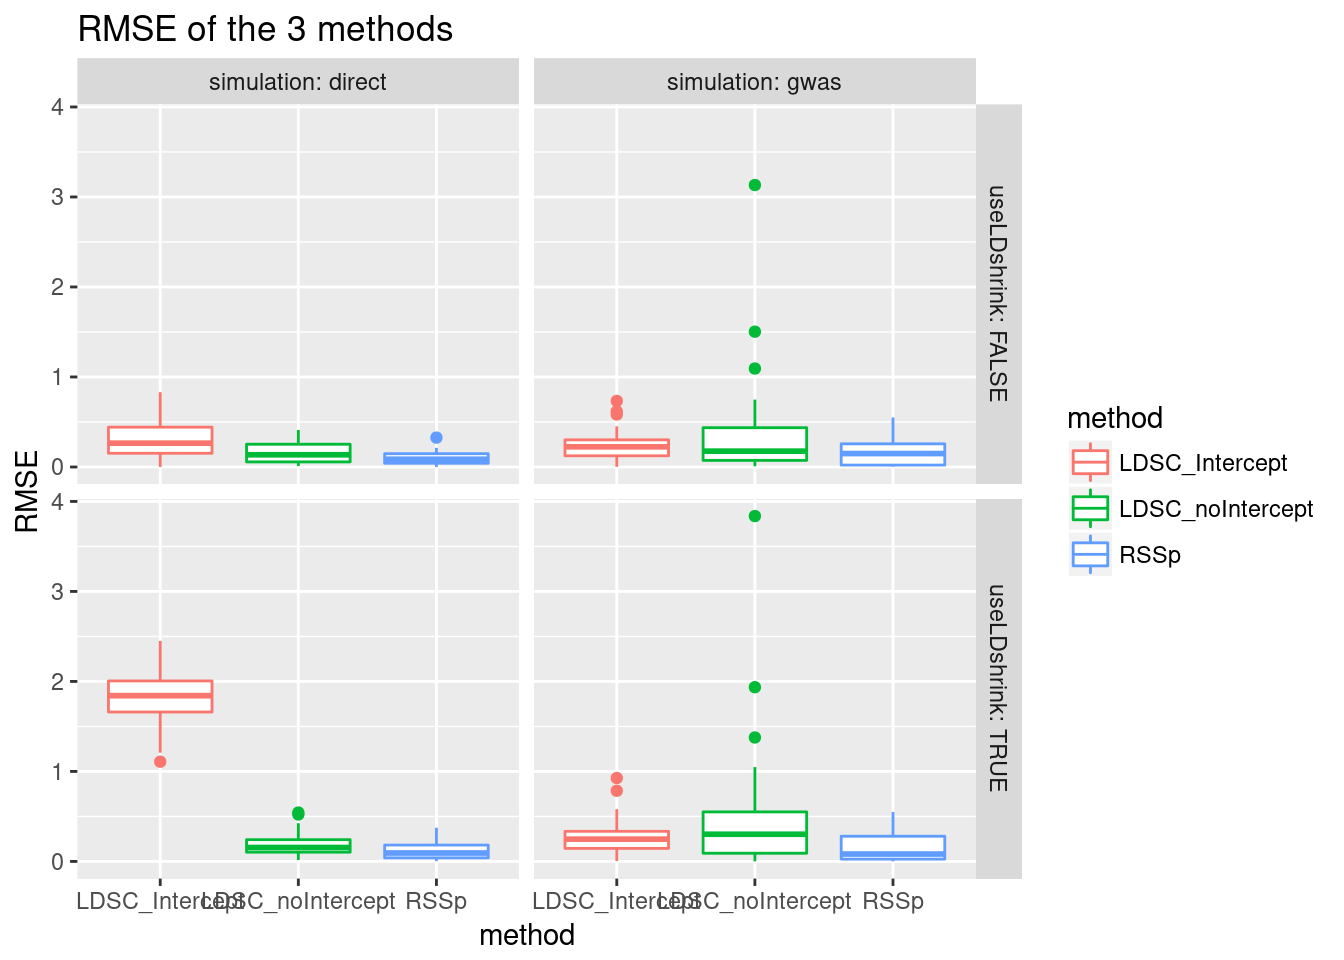 RMSE of the 3 methods
simulation: direct
simulation: gwas
4
3
2
1
0
useLDshrink: FALSE
4
3
2
1
0
useLDshrink: TRUE
RMSE
LDSC_Intercept LDSC_noIntercept RSSp
LDSC_Intercept LDSC_noIntercept RSSp
method
method
LDSC_Intercept
LDSC_noIntercept
RSSp